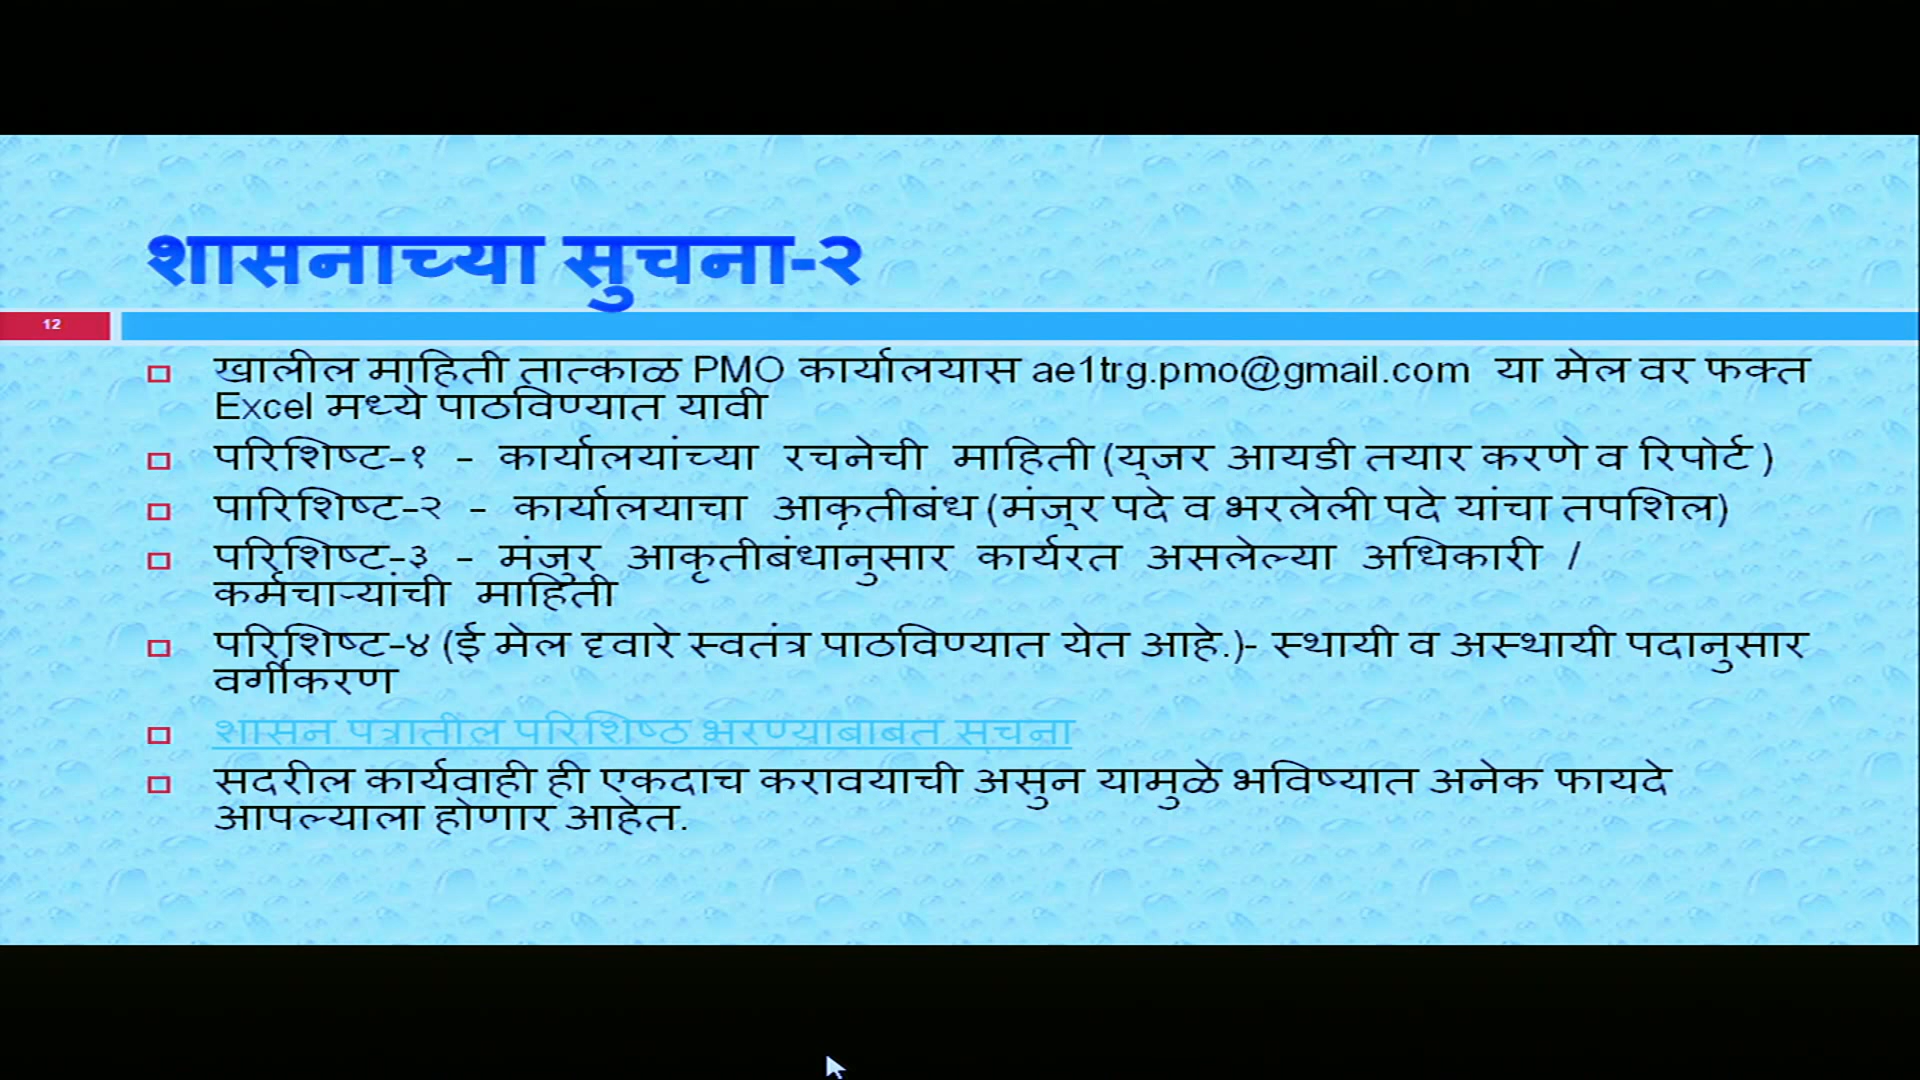 शासनाच्या सुचना-२
12
खालील माहिती तात्काळ PMO कार्यालयास ae1trg.pmo@gmail.com या मेल वर फक्त
Excel मध्ये पाठविण्यात यावी
परिशिष्ट-१ - कार्यालयांच्या रचनेची माहिती (युजर आयडी तयार करणे व रिपोर्ट )
पारिशिष्ट-२ - कार्यालयाचा आकृतीबंध (मंजुर पदे व भरलेली पदे यांचा तपशिल)
परिशिष्ट-३ - मंजुर आकृतीबंधानुसार कार्यरत असलेल्या अधिकारी /
कर्मचाऱ्यांची माहिती
परिशिष्ट-४ (ई मेल दृवारे स्वतंत्र पाठविण्यात येत आहे.)- स्थायी व अस्थायी पदानुसार
वर्गीकरण
शासन पत्रातील परिशिष्ठ भरण्याबाबत सुचना
सदरील कार्यवाही ही एकदाच करावयाची असुन यामुळे भविष्यात अनेक फायदे
आपल्याला होणार आहेत.